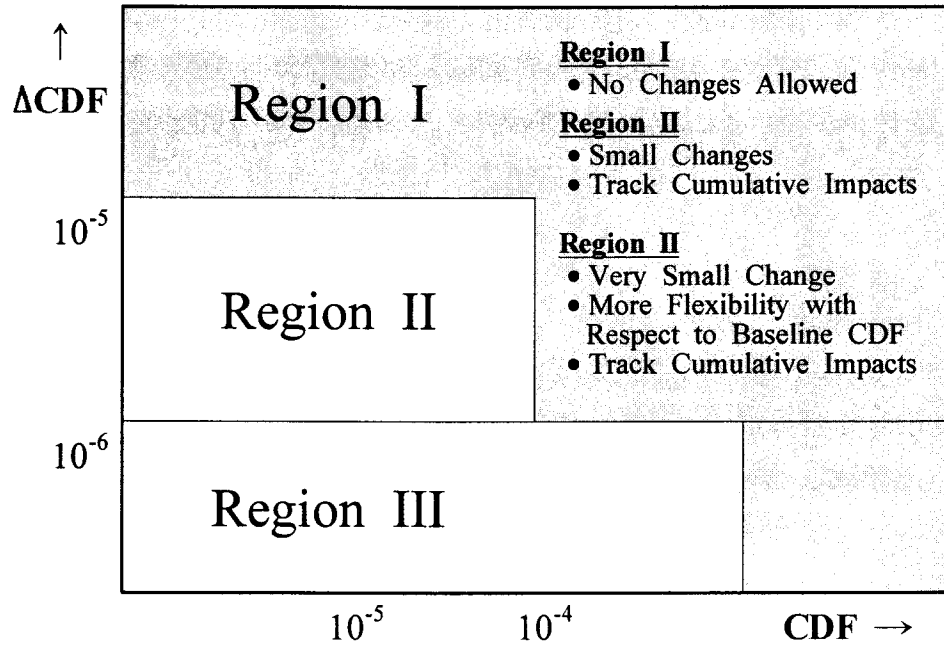 ↑
ΔCDF
Region I
Region I
• No Changes Allowed
Region II
• Small Changes
• Track Cumulative Impacts
10⁻⁵
Region II
Region II
• Very Small Change
• More Flexibility with
Respect to Baseline CDF
• Track Cumulative Impacts
10⁻⁶
Region III
10⁻⁵
10⁻⁴
CDF →